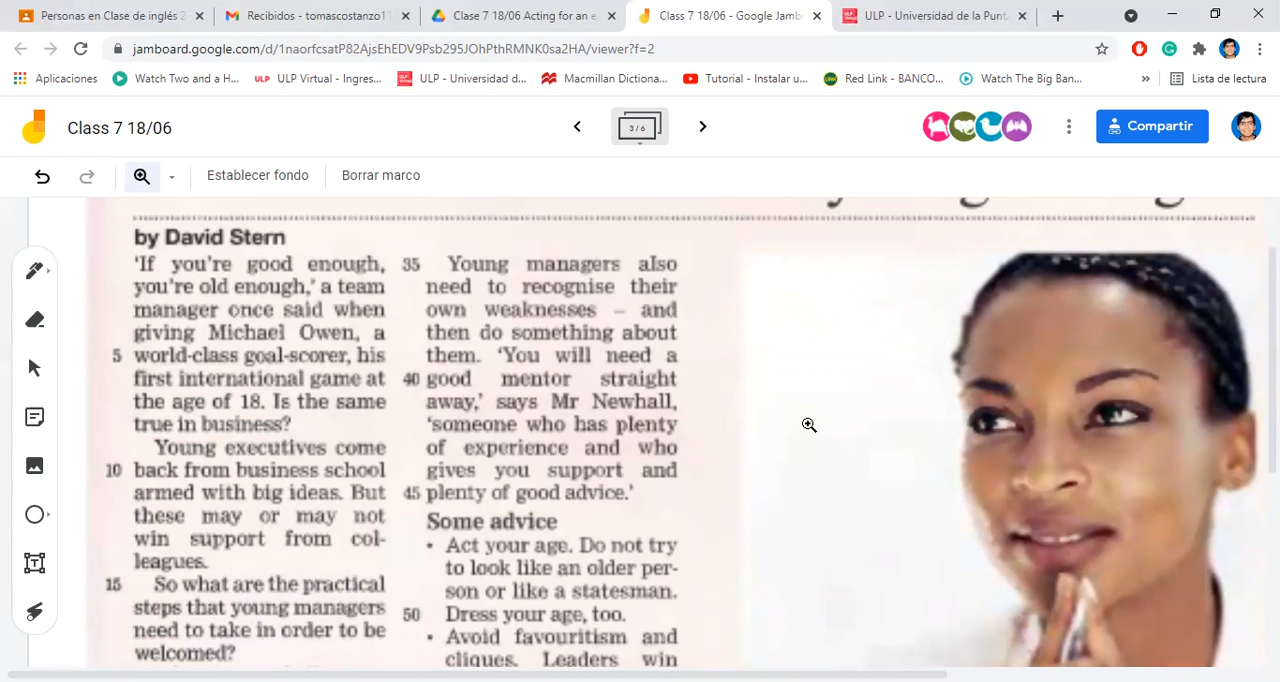 Personas en Clase de Inglés 2
Recibidos - tomascostanzo11
Clase 7 18/06 Acting for an e
Class 7 18/06 - Google Jamb
ULP - Universidad de la Punt
jamboard.google.com/d/1naorfcsatP82AjsEhEDV9Psb295JOhPthRMNK0sa2HA/viewer?f=2
Aplicaciones
Watch Two and a H...
ULP Virtual - Ingres...
ULP - Universidad d...
Macmillan Dictiona...
Tutorial - Instalar u...
Red Link - BANCO...
Watch The Big Ban...
»
Lista de lectura
Class 7 18/06
3 / 6
Compartir
Establecer fondo
Borrar marco
by David Stern
'If you're good enough,
you're old enough,' a team
manager once said when
giving Michael Owen, a
5 world-class goal-scorer, his
first international game at
the age of 18. Is the same
true in business?
Young executives come
10 back from business school
armed with big ideas. But
these may or may not
win support from col-
leagues.
15 So what are the practical
steps that young managers
need to take in order to be
welcomed?
35 Young managers also
need to recognise their
own weaknesses – and
then do something about
them. 'You will need a
40 good mentor straight
away,' says Mr Newhall,
'someone who has plenty
of experience and who
gives you support and
45 plenty of good advice.'
Some advice
• Act your age. Do not try
to look like an older per-
son or like a statesman.
50 Dress your age, too.
• Avoid favouritism and
cliques. Leaders win